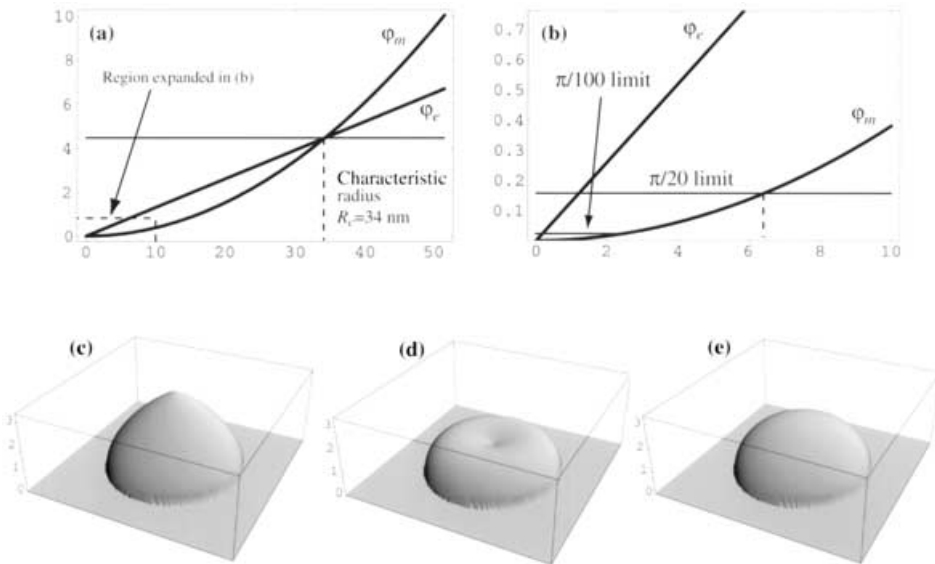 (a)
10
8
6
4
2
0
0
10
20
30
40
50
φm
φe
Region expanded in (b)
Characteristic
radius
Rc=34 nm
(b)
0.7
0.6
0.5
0.4
0.3
0.2
0.1
0
2
4
6
8
10
φe
φm
π/100 limit
π/20 limit
(c)
3
2
1
0
(d)
3
2
1
0
(e)
3
2
1
0